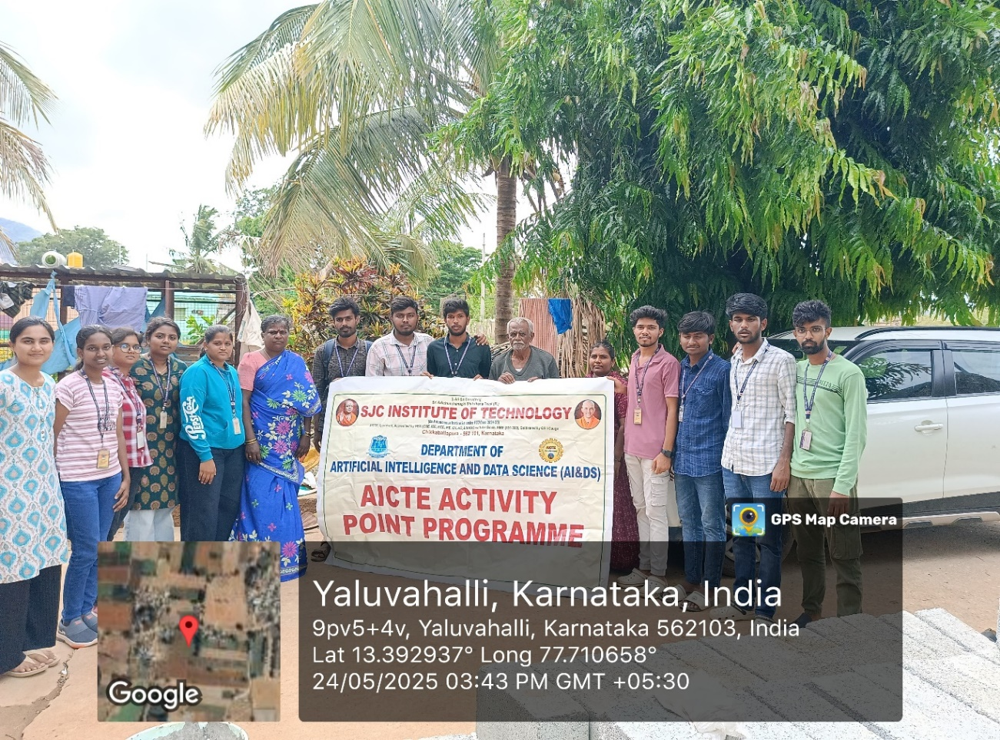 SJC INSTITUTE OF TECHNOLOGY
Chikkaballapura - 562 101, Karnataka
DEPARTMENT OF
ARTIFICIAL INTELLIGENCE AND DATA SCIENCE (AI&DS)
AICTE ACTIVITY
POINT PROGRAMME
GPS Map Camera
Yaluvahalli, Karnataka, India
9pv5+4v, Yaluvahalli, Karnataka 562103, India
Lat 13.392937° Long 77.710658°
24/05/2025 03:43 PM GMT +05:30
Google